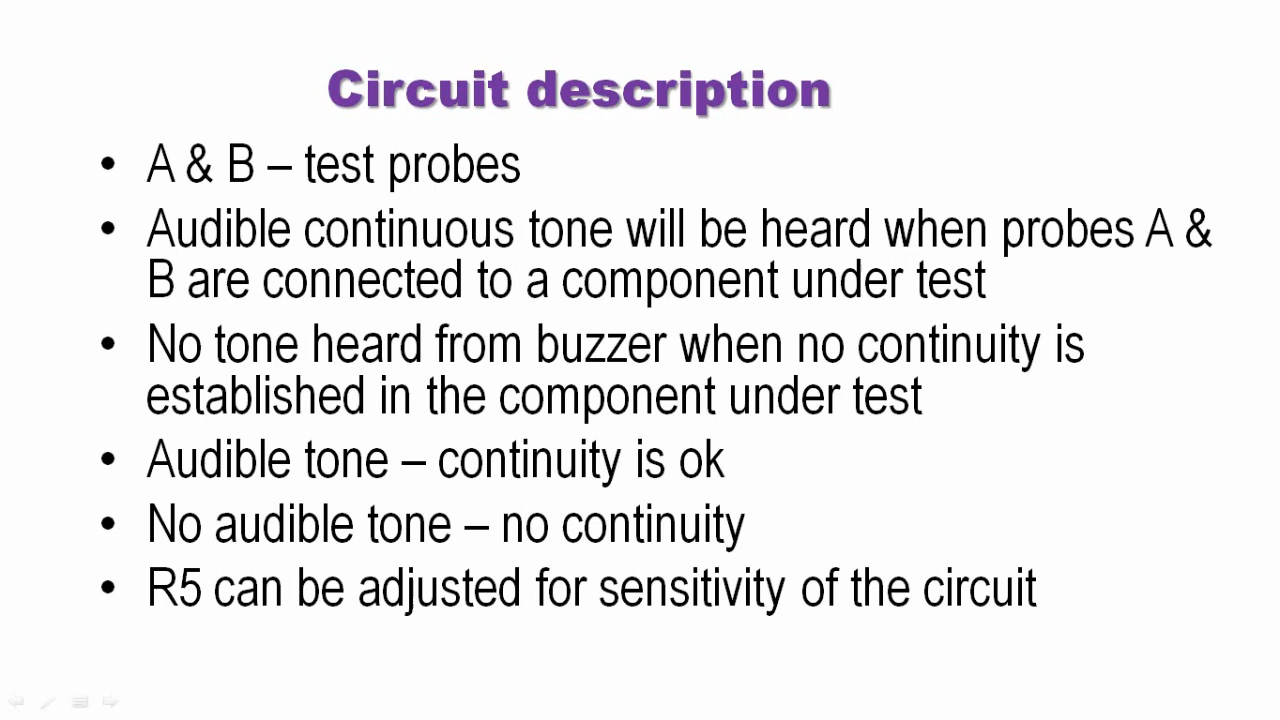 Circuit description
• A & B – test probes
• Audible continuous tone will be heard when probes A &
B are connected to a component under test
• No tone heard from buzzer when no continuity is
established in the component under test
• Audible tone – continuity is ok
• No audible tone – no continuity
• R5 can be adjusted for sensitivity of the circuit